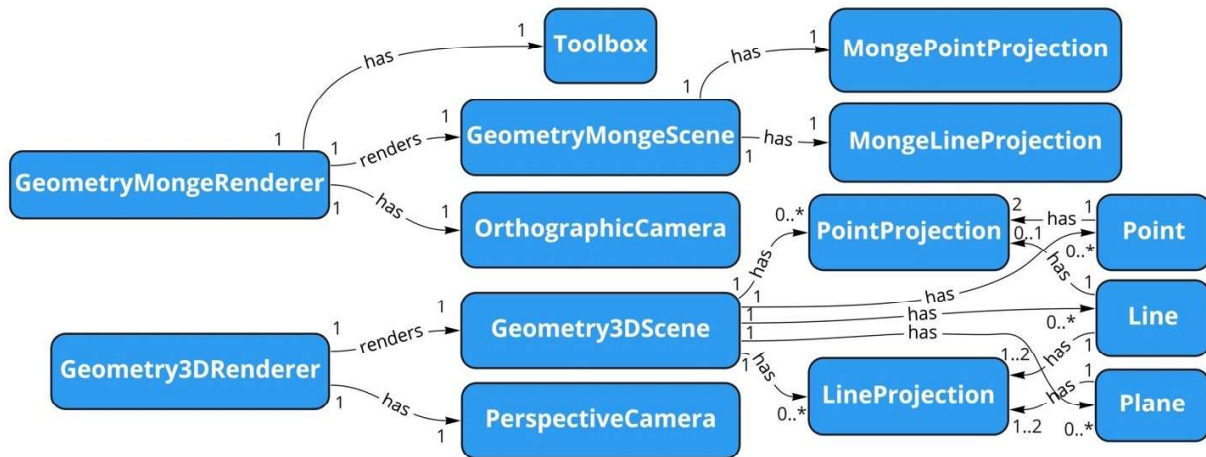 1
has
1
Toolbox
1
has
1
MongePointProjection
1
renders
1
GeometryMongeScene
1
has
1
MongeLineProjection
GeometryMongeRenderer
1
has
1
OrthographicCamera
1
has
0..*
PointProjection
2
has
1
Point
0..1
has
1
Line
1
has
0..*
1
renders
1
Geometry3DScene
1
has
0..*
1
has
0..*
Plane
Geometry3DRenderer
1
has
0..*
LineProjection
1..2
has
1
1..2
has
1
1
has
1
PerspectiveCamera